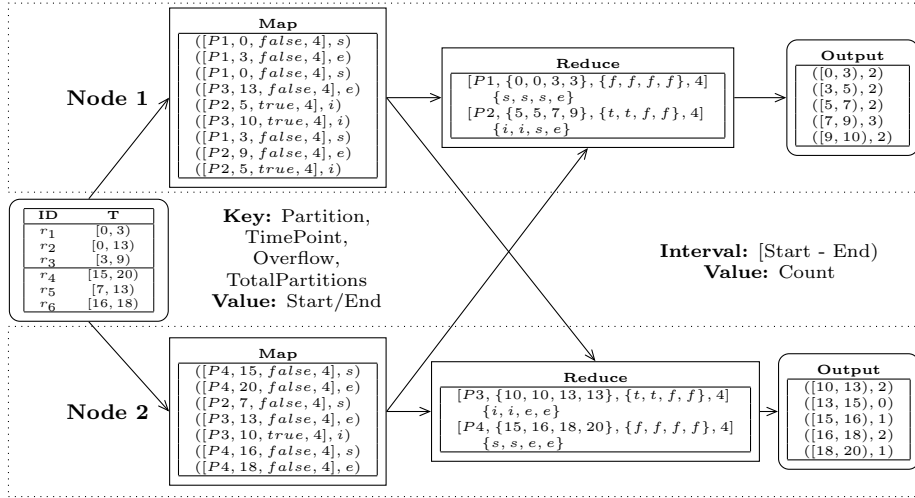 Map
([P1, 0, false, 4], s)
([P1, 3, false, 4], e)
([P1, 0, false, 4], s)
([P3, 13, false, 4], e)
([P2, 5, true, 4], i)
([P3, 10, true, 4], i)
([P1, 3, false, 4], s)
([P2, 9, false, 4], e)
([P2, 5, true, 4], i)
Node 1
Reduce
[P1, {0, 0, 3, 3}, {f, f, f, f}, 4]
{s, s, s, e}
[P2, {5, 5, 7, 9}, {t, t, f, f}, 4]
{i, i, s, e}
Output
([0, 3), 2)
([3, 5), 2)
([5, 7), 2)
([7, 9), 3)
([9, 10), 2)
ID T
r1 [0, 3)
r2 [0, 13)
r3 [3, 9)
r4 [15, 20)
r5 [7, 13)
r6 [16, 18)
Key: Partition,
TimePoint,
Overflow,
TotalPartitions
Value: Start/End
Interval: [Start - End)
Value: Count
Map
([P4, 15, false, 4], s)
([P4, 20, false, 4], e)
([P2, 7, false, 4], s)
([P3, 13, false, 4], e)
([P3, 10, true, 4], i)
([P4, 16, false, 4], s)
([P4, 18, false, 4], e)
Node 2
Reduce
[P3, {10, 10, 13, 13}, {t, t, f, f}, 4]
{i, i, e, e}
[P4, {15, 16, 18, 20}, {f, f, f, f}, 4]
{s, s, e, e}
Output
([10, 13), 2)
([13, 15), 0)
([15, 16), 1)
([16, 18), 2)
([18, 20), 1)